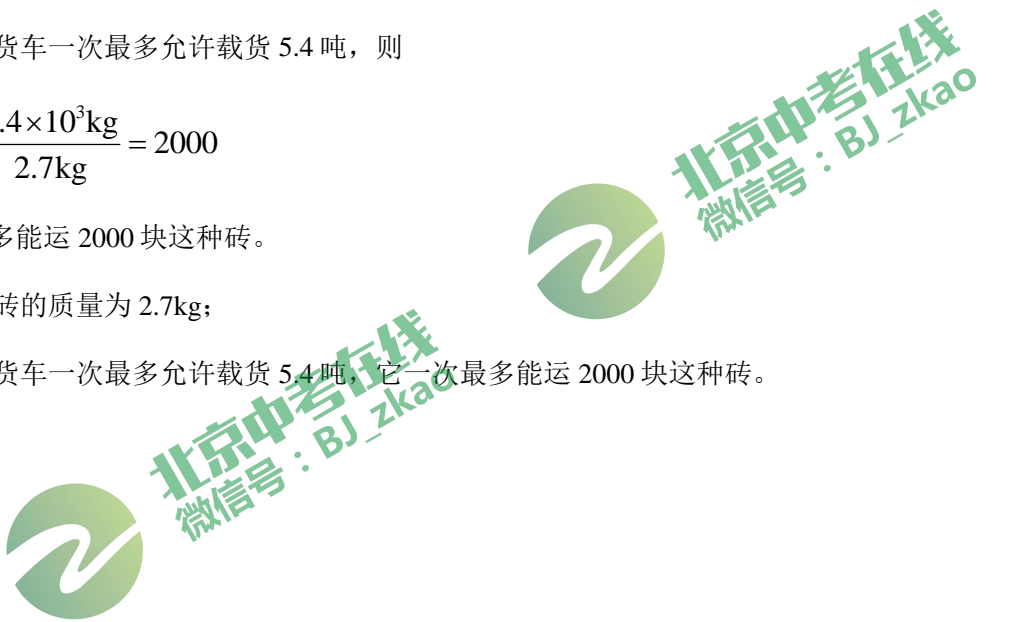 货车一次最多允许载货 5.4 吨，则
.4×10³kg
2.7kg
= 2000
多能运 2000 块这种砖。
砖的质量为 2.7kg；
货车一次最多允许载货 5.4 吨，它一次最多能运 2000 块这种砖。
北京中考在线
微信号：BJ_zkao
北京中考在线
微信号：BJ_zkao